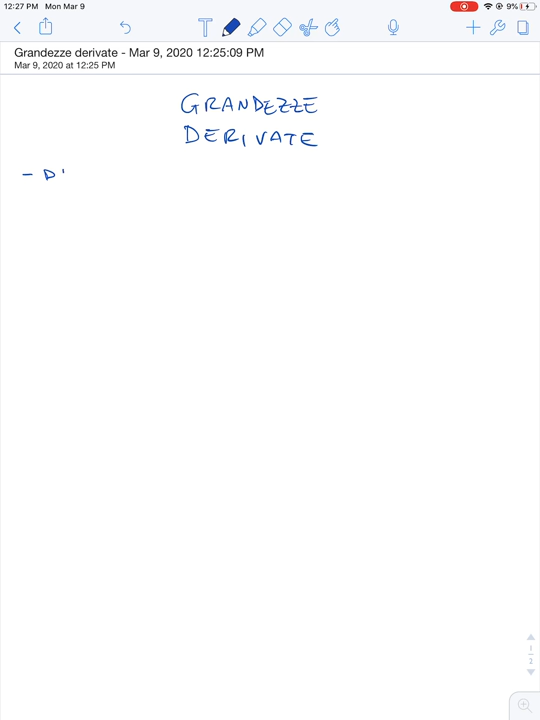 12:27 PM Mon Mar 9
9%
T
Grandezze derivate - Mar 9, 2020 12:25:09 PM
Mar 9, 2020 at 12:25 PM
GRANDEZZE
DERIVATE
- D'
1
2